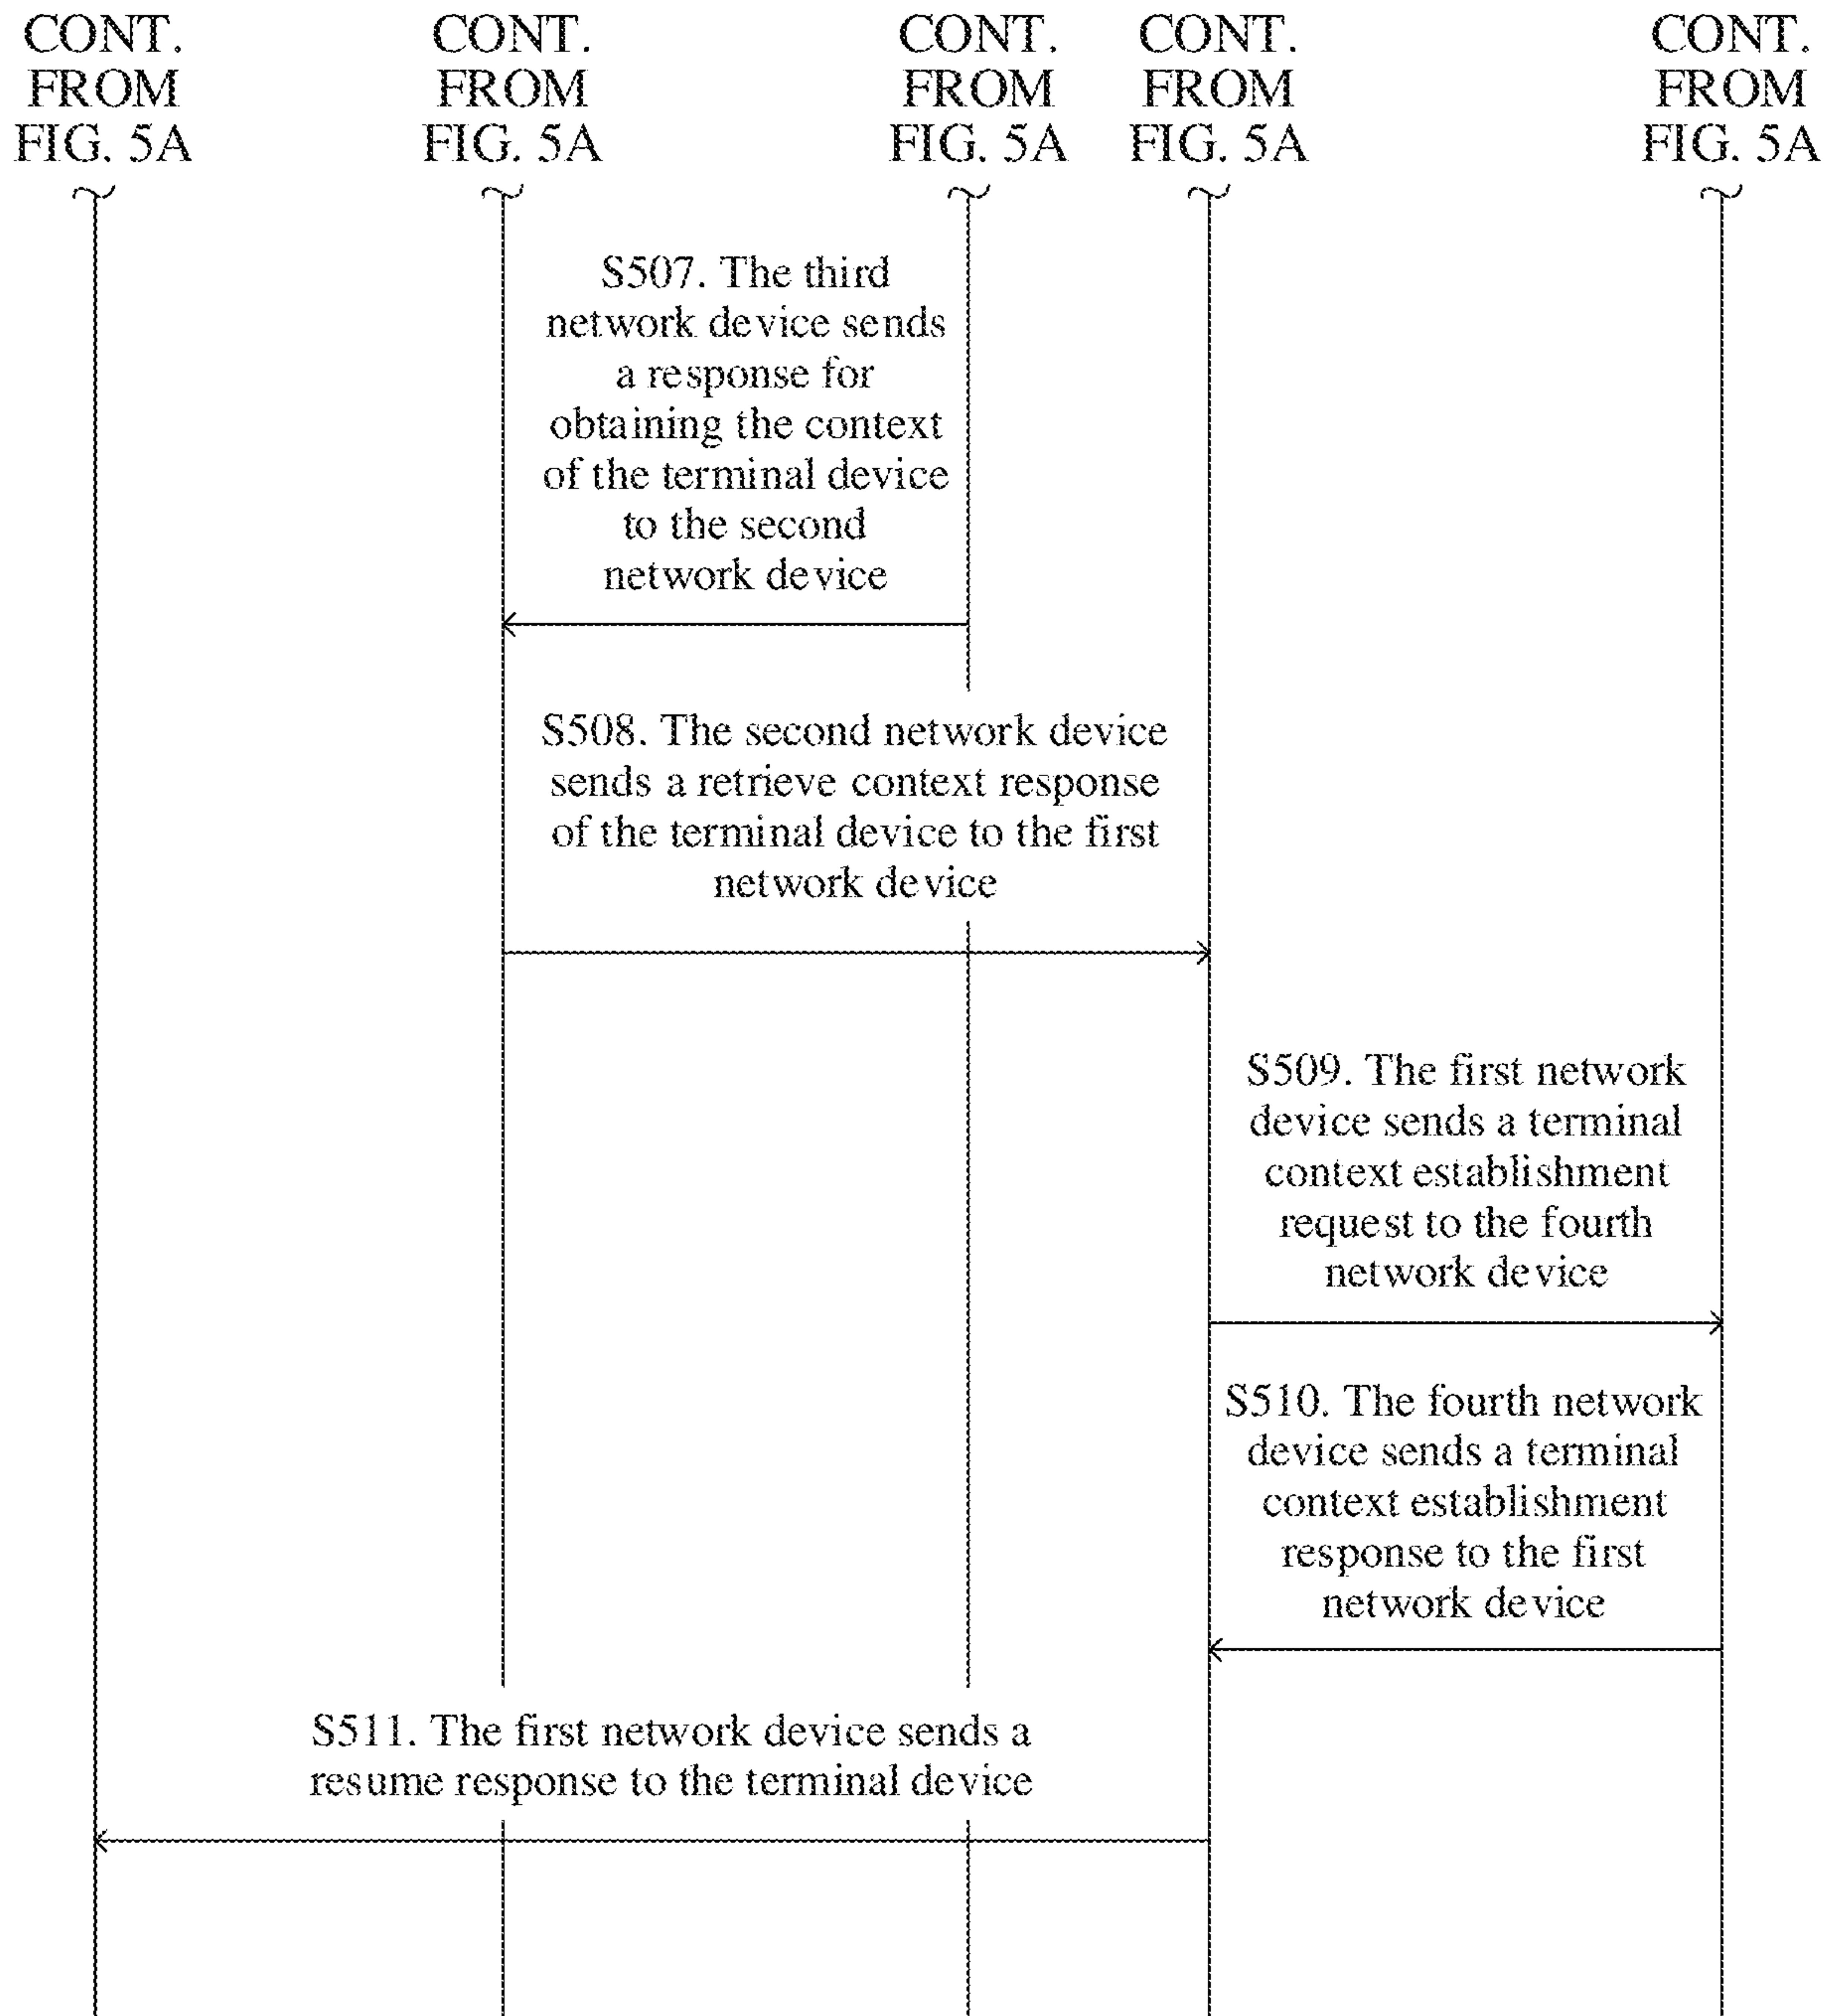 CONT.
FROM
FIG. 5A
CONT.
FROM
FIG. 5A
CONT.
FROM
FIG. 5A
CONT.
FROM
FIG. 5A
CONT.
FROM
FIG. 5A
S507. The third
network device sends
a response for
obtaining the context
of the terminal device
to the second
network device
S508. The second network device
sends a retrieve context response
of the terminal device to the first
network device
S509. The first network
device sends a terminal
context establishment
request to the fourth
network device
S510. The fourth network
device sends a terminal
context establishment
response to the first
network device
S511. The first network device sends a
resume response to the terminal device